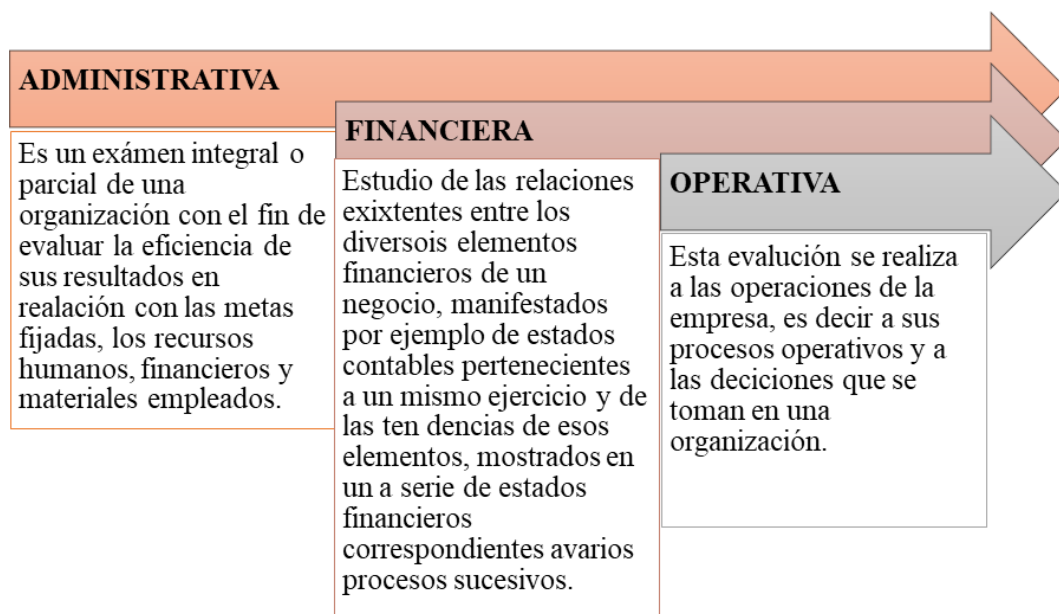 ADMINISTRATIVA
Es un exámen integral o
parcial de una
organización con el fin de
evaluar la eficiencia de
sus resultados en
realación con las metas
fijadas, los recursos
humanos, financieros y
materiales empleados.
FINANCIERA
Estudio de las relaciones
exixtentes entre los
diversois elementos
financieros de un
negocio, manifestados
por ejemplo de estados
contables pertenecientes
a un mismo ejercicio y de
las ten dencias de esos
elementos, mostrados en
un a serie de estados
financieros
correspondientes avarios
procesos sucesivos.
OPERATIVA
Esta evalución se realiza
a las operaciones de la
empresa, es decir a sus
procesos operativos y a
las deciciones que se
toman en una
organización.